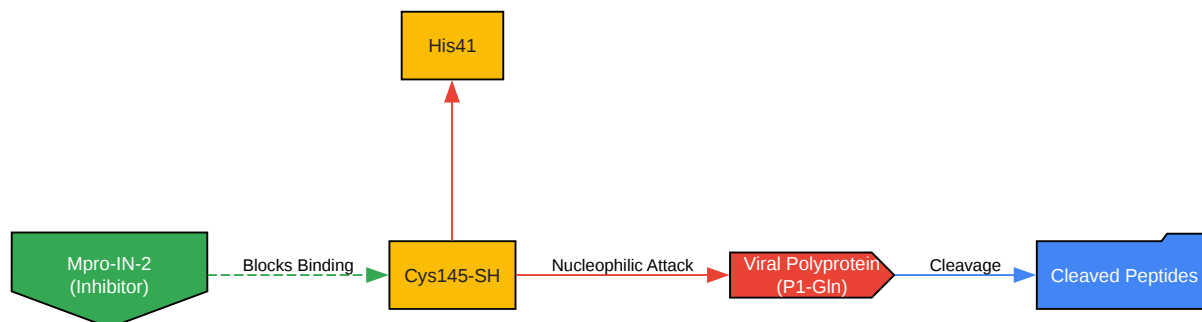 His41
Mpro-IN-2
(Inhibitor)
Blocks Binding
Cys145-SH
Nucleophilic Attack
Viral Polyprotein
(P1-Gln)
Cleavage
Cleaved Peptides